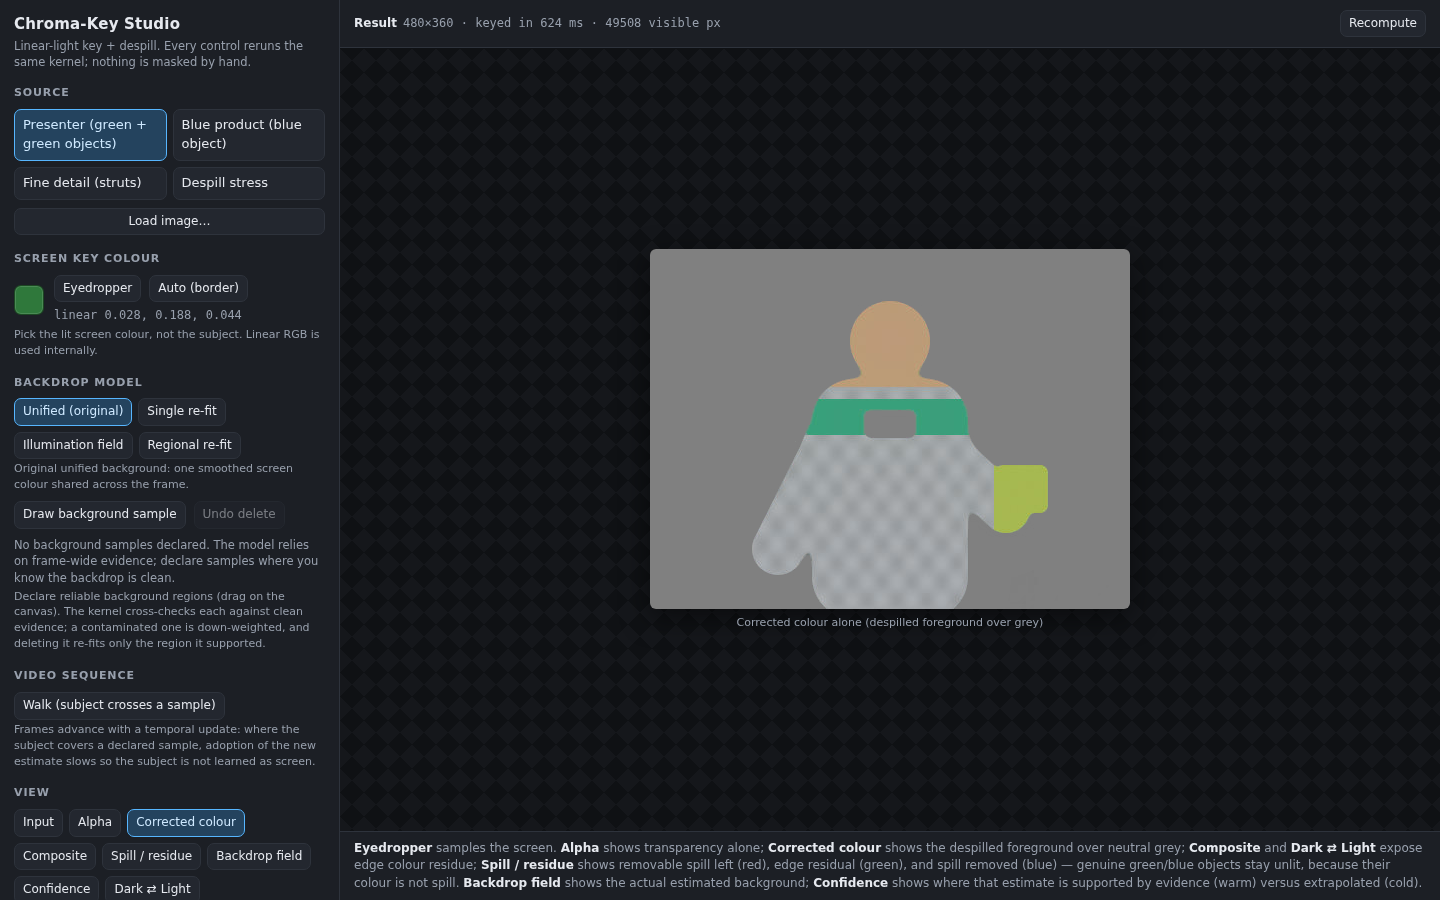 Chroma-Key Studio
Linear-light key + despill. Every control reruns the
same kernel; nothing is masked by hand.
SOURCE
Presenter (green +
green objects)
Blue product (blue
object)
Fine detail (struts)
Despill stress
Load image…
SCREEN KEY COLOUR
Eyedropper
Auto (border)
linear 0.028, 0.188, 0.044
Pick the lit screen colour, not the subject. Linear RGB is
used internally.
BACKDROP MODEL
Unified (original)
Single re-fit
Illumination field
Regional re-fit
Original unified background: one smoothed screen
colour shared across the frame.
Draw background sample
Undo delete
No background samples declared. The model relies
on frame-wide evidence; declare samples where you
know the backdrop is clean.
Declare reliable background regions (drag on the
canvas). The kernel cross-checks each against clean
evidence; a contaminated one is down-weighted, and
deleting it re-fits only the region it supported.
VIDEO SEQUENCE
Walk (subject crosses a sample)
Frames advance with a temporal update: where the
subject covers a declared sample, adoption of the new
estimate slows so the subject is not learned as screen.
VIEW
Input
Alpha
Corrected colour
Composite
Spill / residue
Backdrop field
Confidence
Dark ⇄ Light
Result 480×360 · keyed in 624 ms · 49508 visible px
Recompute
Corrected colour alone (despilled foreground over grey)
Eyedropper samples the screen. Alpha shows transparency alone; Corrected colour shows the despilled foreground over neutral grey; Composite and Dark ⇄ Light expose
edge colour residue; Spill / residue shows removable spill left (red), edge residual (green), and spill removed (blue) — genuine green/blue objects stay unlit, because their
colour is not spill. Backdrop field shows the actual estimated background; Confidence shows where that estimate is supported by evidence (warm) versus extrapolated (cold).